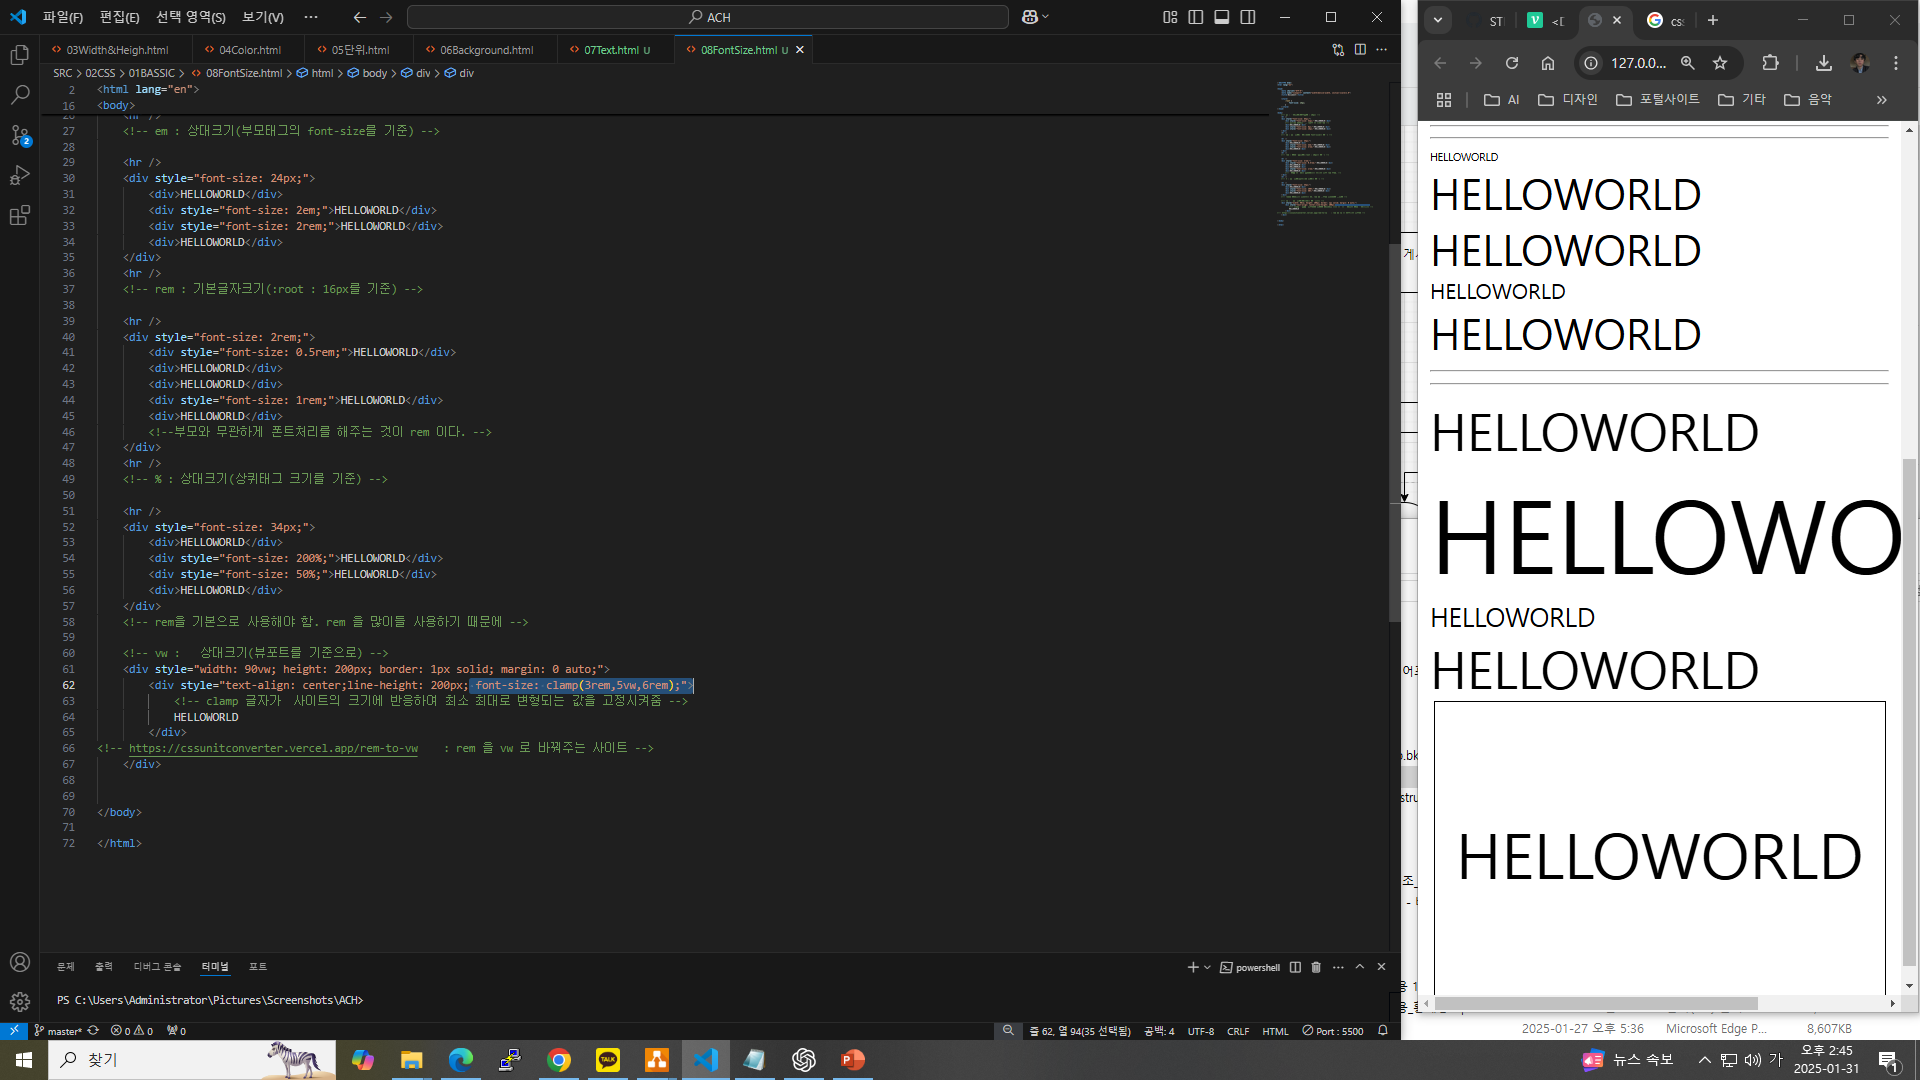 파일(F) 편집(E) 선택 영역(S) 보기(V) ··· ACH
03Width&Heigh.html 04Color.html 05단위.html 06Background.html 07Text.html U 08FontSize.html U
SRC > 02CSS > 01BASSIC > 08FontSize.html > html > body > div > div
2 <html lang="en">
16 <body>
26 <hr />
27 <!-- em : 상대크기(부모태그의 font-size를 기준) -->
28
29 <hr />
30 <div style="font-size: 24px;">
31 <div>HELLOWORLD</div>
32 <div style="font-size: 2em;">HELLOWORLD</div>
33 <div style="font-size: 2rem;">HELLOWORLD</div>
34 <div>HELLOWORLD</div>
35 </div>
36 <hr />
37 <!-- rem : 기본글자크기(:root : 16px를 기준) -->
38
39 <hr />
40 <div style="font-size: 2rem;">
41 <div style="font-size: 0.5rem;">HELLOWORLD</div>
42 <div>HELLOWORLD</div>
43 <div>HELLOWORLD</div>
44 <div style="font-size: 1rem;">HELLOWORLD</div>
45 <div>HELLOWORLD</div>
46 <!--부모와 무관하게 폰트처리를 해주는 것이 rem 이다. -->
47 </div>
48 <hr />
49 <!-- % : 상대크기(상퀴태그 크기를 기준) -->
50
51 <hr />
52 <div style="font-size: 34px;">
53 <div>HELLOWORLD</div>
54 <div style="font-size: 200%;">HELLOWORLD</div>
55 <div style="font-size: 50%;">HELLOWORLD</div>
56 <div>HELLOWORLD</div>
57 </div>
58 <!-- rem을 기본으로 사용해야 함. rem 을 많이들 사용하기 때문에 -->
59
60 <!-- vw : 상대크기(뷰포트를 기준으로) -->
61 <div style="width: 90vw; height: 200px; border: 1px solid; margin: 0 auto;">
62 <div style="text-align: center;line-height: 200px; font-size: clamp(3rem,5vw,6rem);">
63 <!-- clamp 글자가 사이트의 크기에 반응하며 최소 최대로 변형되는 값을 고정시켜줌 -->
64 HELLOWORLD
65 </div>
66 <!-- https://cssunitconverter.vercel.app/rem-to-vw : rem 을 vw 로 바꿔주는 사이트 -->
67 </div>
68
69
70 </body>
71
72 </html>
문제 출력 디버그 콘솔 터미널 포트 powershell
PS C:\Users\Administrator\Pictures\Screenshots\ACH>
master* 0 0 0 줄 62, 열 94(35 선택됨) 공백: 4 UTF-8 CRLF HTML Port : 5500
ST <[ css
127.0.0...
AI 디자인 포털사이트 기타 음악
HELLOWORLD
HELLOWORLD
HELLOWORLD
HELLOWORLD
HELLOWORLD
HELLOWORLD
HELLOWO
HELLOWORLD
HELLOWORLD
HELLOWORLD
2025-01-27 오후 5:36 Microsoft Edge P... 8,607KB
찾기 TALK 뉴스 속보 가 오후 2:45
2025-01-31 1